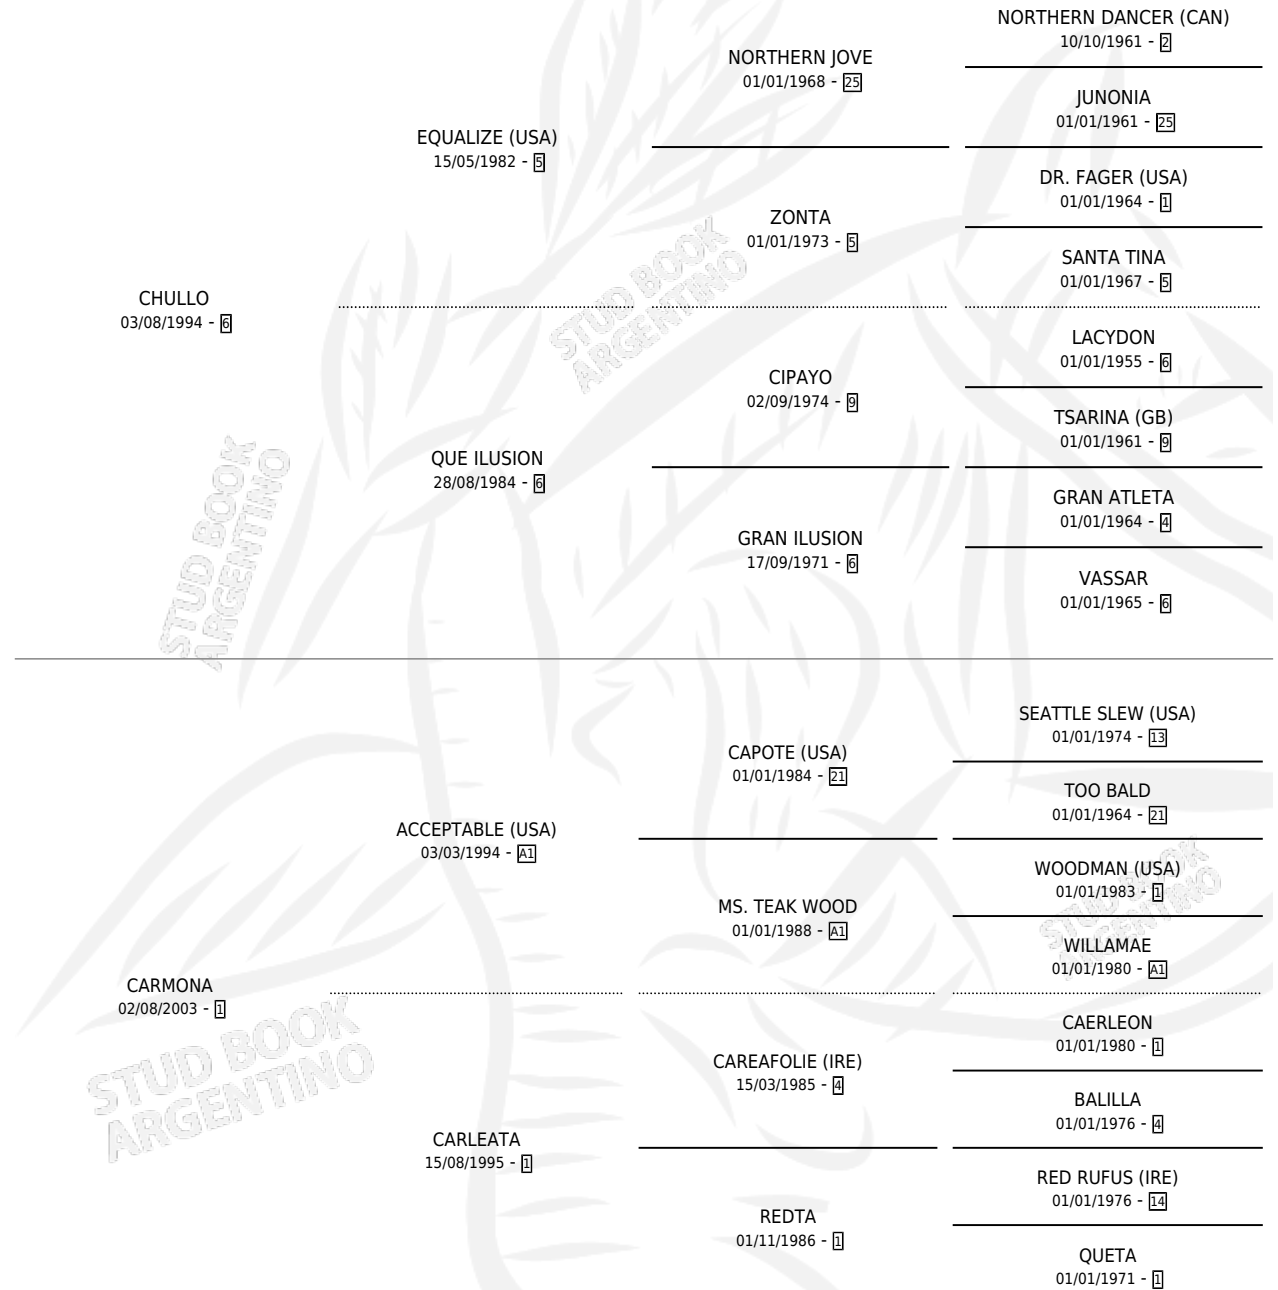 NORTHERN DANCER (CAN)
10/10/1961 - 2
NORTHERN JOVE
01/01/1968 - 25
JUNONIA
01/01/1961 - 25
EQUALIZE (USA)
15/05/1982 - 5
DR. FAGER (USA)
01/01/1964 - 1
ZONTA
01/01/1973 - 5
SANTA TINA
01/01/1967 - 5
CHULLO
03/08/1994 - 6
STUD BOOK
ARGENTINO
LACYDON
01/01/1955 - 6
CIPAYO
02/09/1974 - 9
TSARINA (GB)
01/01/1961 - 9
QUE ILUSION
28/08/1984 - 6
GRAN ATLETA
01/01/1964 - 4
GRAN ILUSION
17/09/1971 - 6
VASSAR
01/01/1965 - 6
STUD BOOK
ARGENTINO
SEATTLE SLEW (USA)
01/01/1974 - 13
CAPOTE (USA)
01/01/1984 - 21
TOO BALD
01/01/1964 - 21
ACCEPTABLE (USA)
03/03/1994 - A1
WOODMAN (USA)
01/01/1983 - 1
MS. TEAK WOOD
01/01/1988 - A1
WILLAMAE
01/01/1980 - A1
STUD BOOK
ARGENTINO
CARMONA
02/08/2003 - 1
CAERLEON
01/01/1980 - 1
CAREAFOLIE (IRE)
15/03/1985 - 4
BALILLA
01/01/1976 - 4
STUD BOOK
ARGENTINO
CARLEATA
15/08/1995 - 1
RED RUFUS (IRE)
01/01/1976 - 14
REDTA
01/11/1986 - 1
QUETA
01/01/1971 - 1